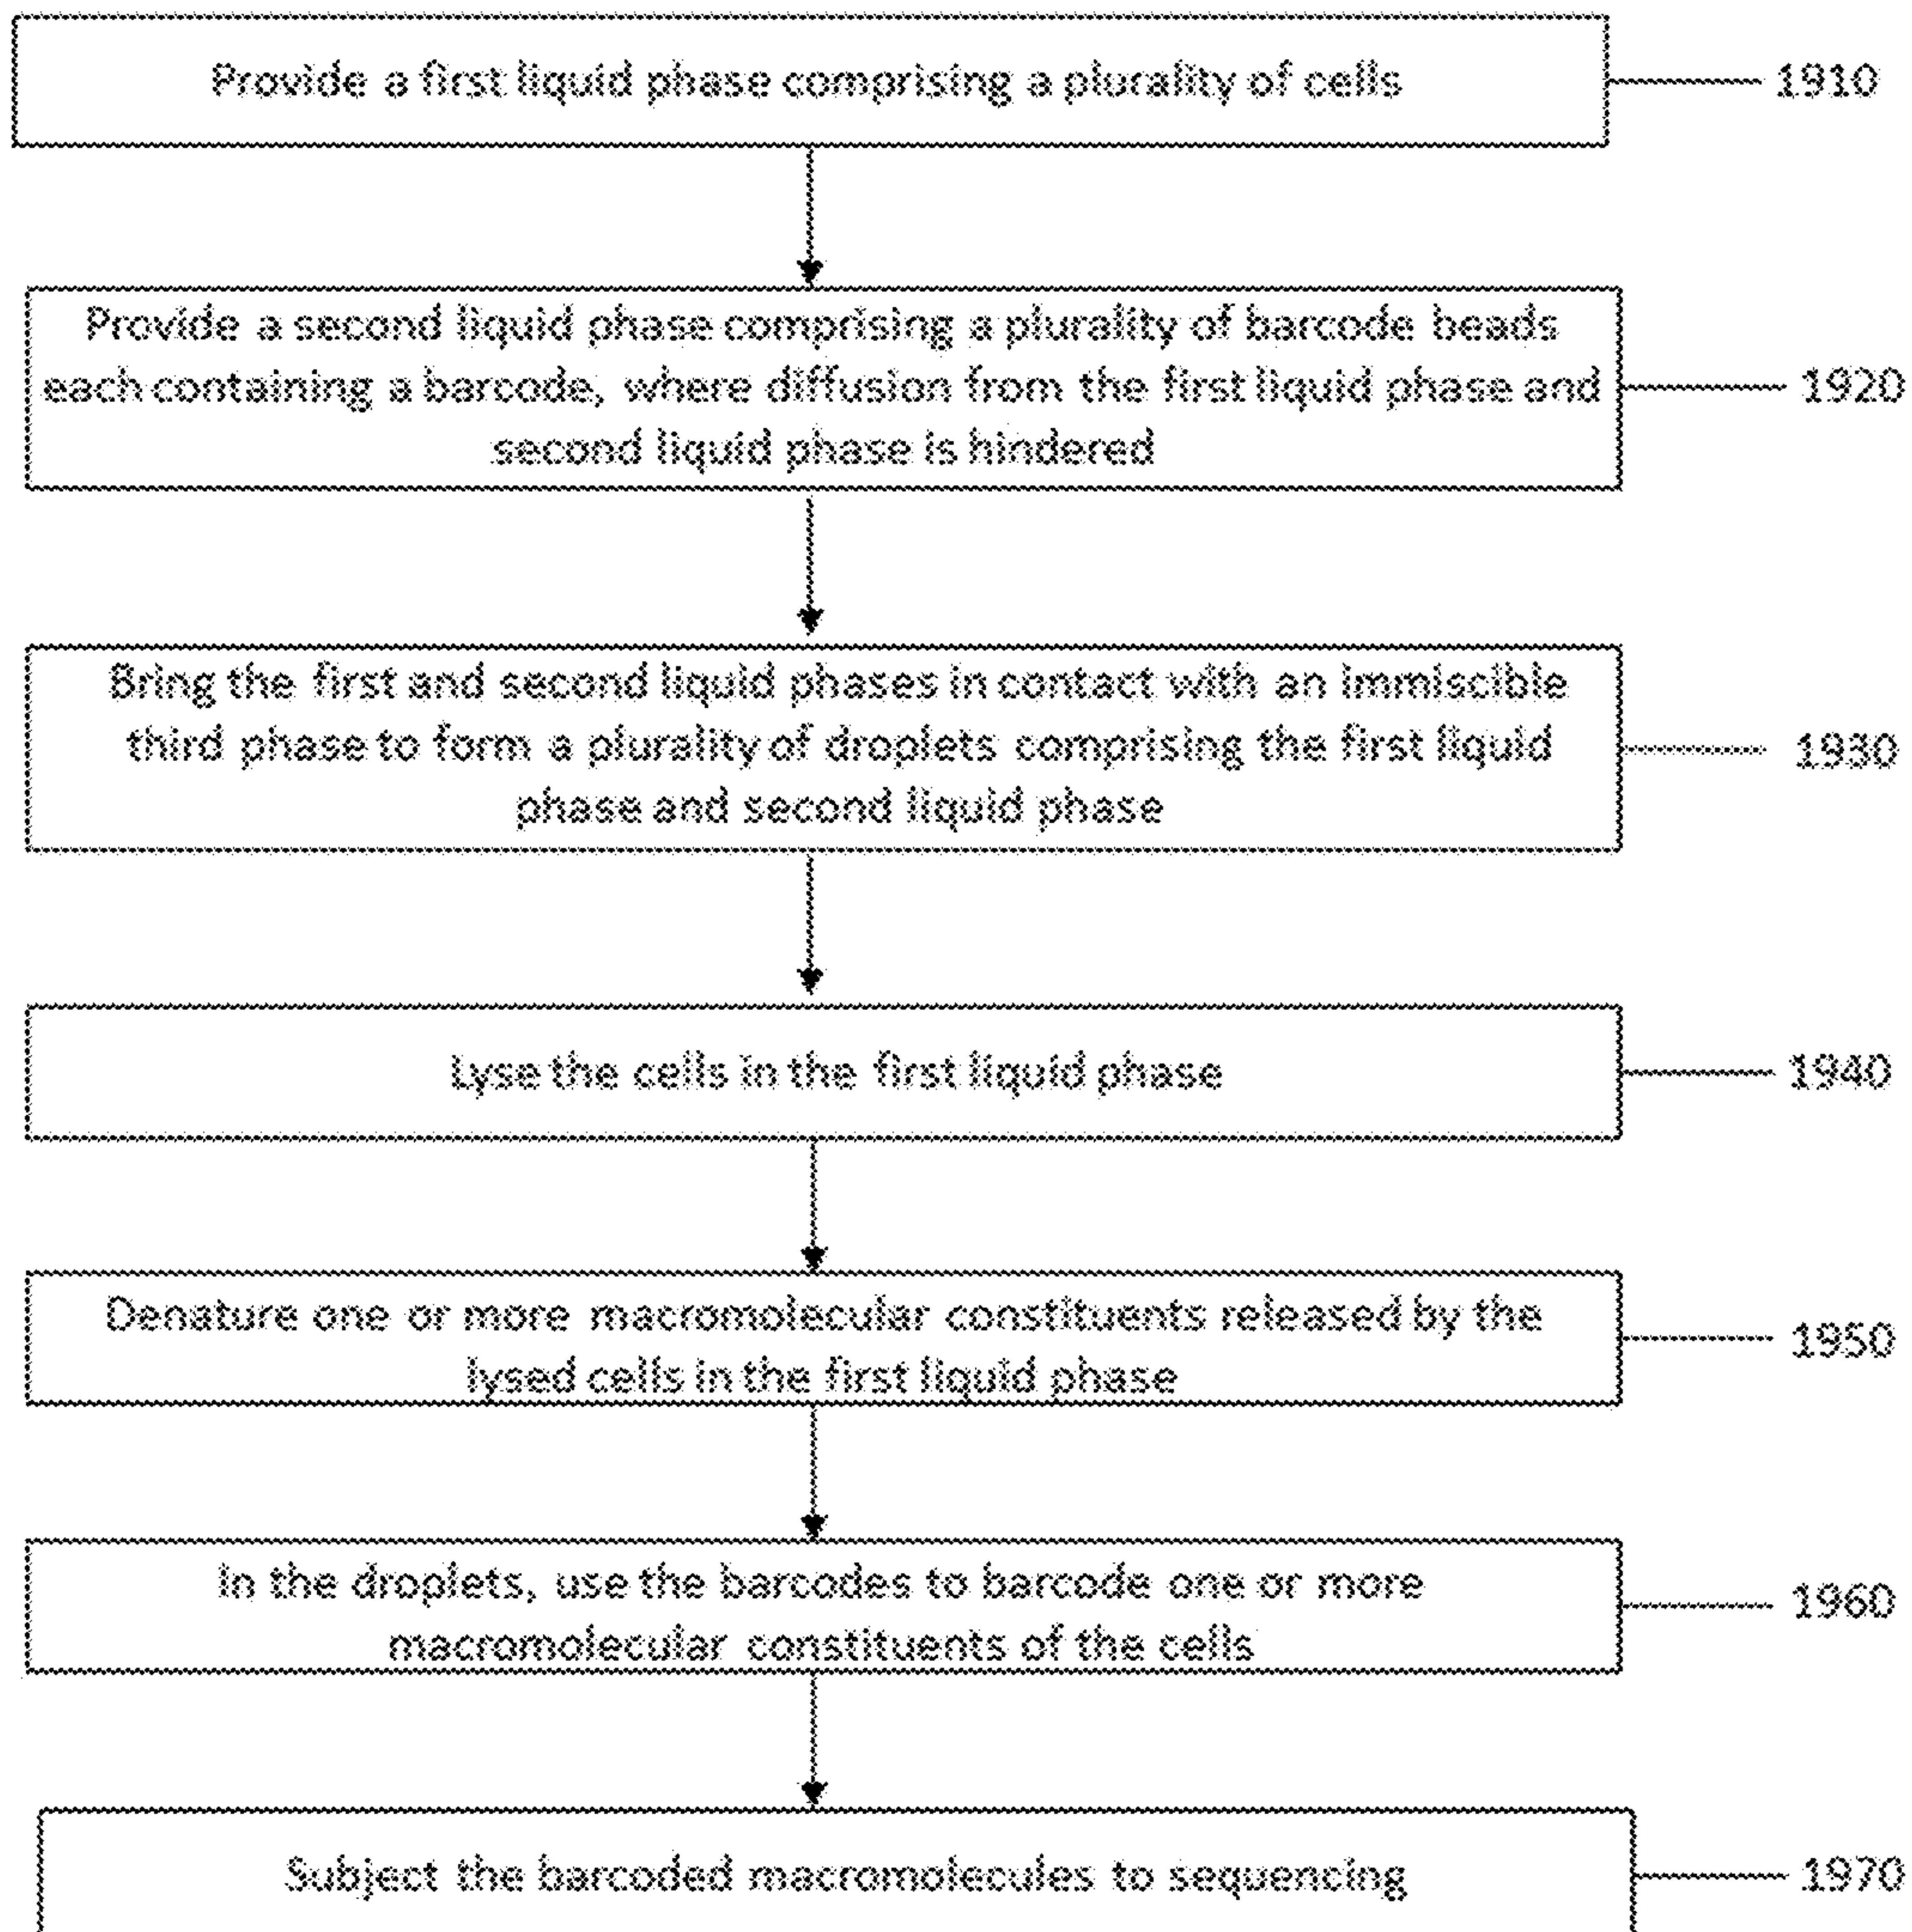 Provide a first liquid phase comprising a plurality of cells
1910
Provide a second liquid phase comprising a plurality of barcode beads
each containing a barcode, where diffusion from the first liquid phase and
second liquid phase is hindered
1920
Bring the first and second liquid phases in contact with an immiscible
third phase to form a plurality of droplets comprising the first liquid
phase and second liquid phase
1930
Lyse the cells in the first liquid phase
1940
Denature one or more macromolecular constituents released by the
lysed cells in the first liquid phase
1950
In the droplets, use the barcodes to barcode one or more
macromolecular constituents of the cells
1960
Subject the barcoded macromolecules to sequencing
1970